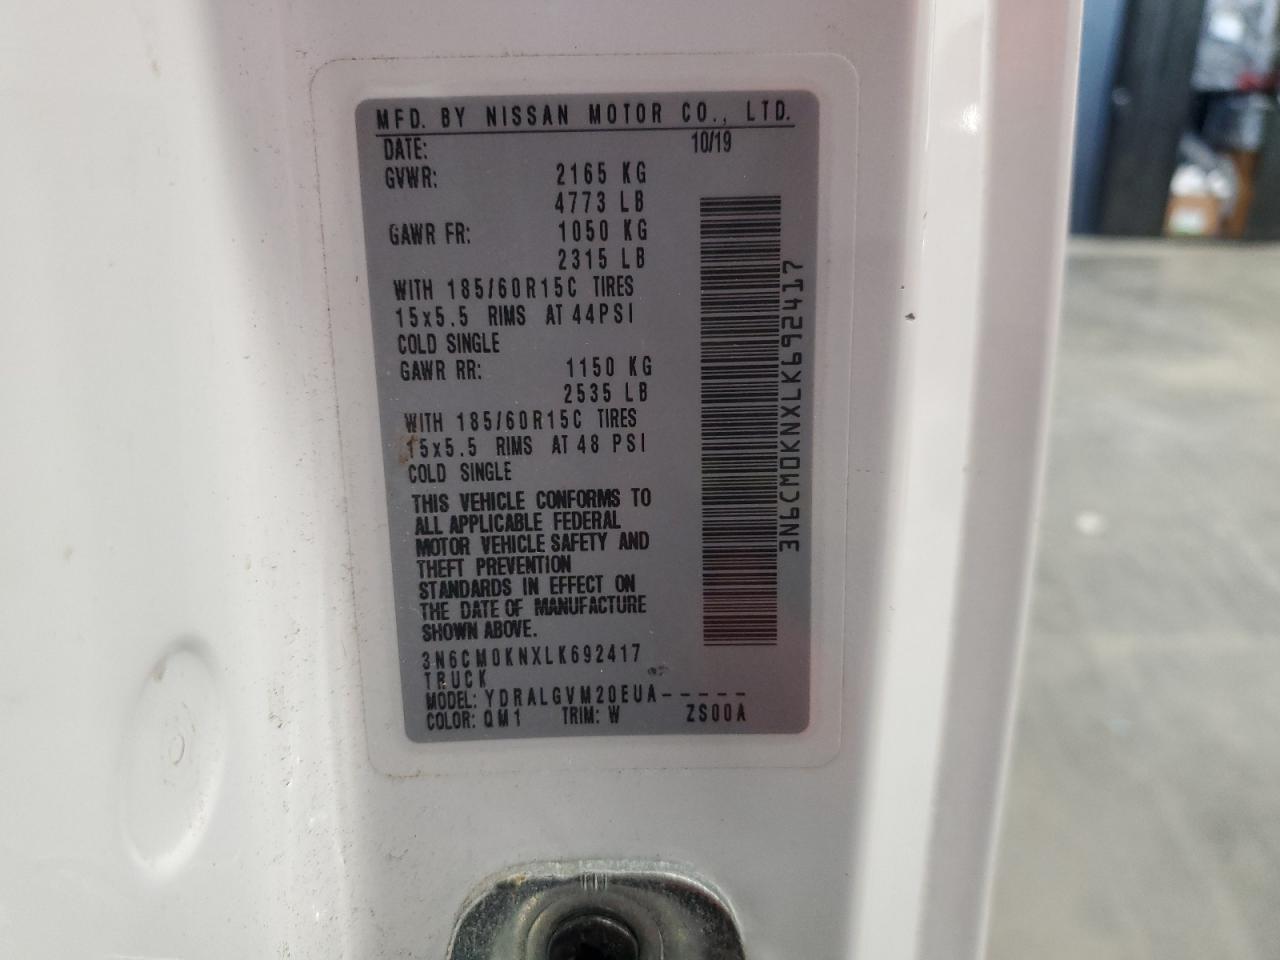 MFD. BY NISSAN MOTOR CO., LTD.
DATE: 10/19
GVWR: 2165 KG
4773 LB
GAWR FR: 1050 KG
2315 LB
WITH 185/60R15C TIRES
15x5.5 RIMS AT 44PSI
COLD SINGLE
GAWR RR: 1150 KG
2535 LB
WITH 185/60R15C TIRES
15x5.5 RIMS AT 48 PSI
COLD SINGLE
THIS VEHICLE CONFORMS TO
ALL APPLICABLE FEDERAL
MOTOR VEHICLE SAFETY AND
THEFT PREVENTION
STANDARDS IN EFFECT ON
THE DATE OF MANUFACTURE
SHOWN ABOVE.
3N6CM0KNXLK692417
TRUCK
MODEL: YDRALGVM20EUA-----
COLOR: QM1 TRIM: W ZS00A
3N6CM0KNXLK692417